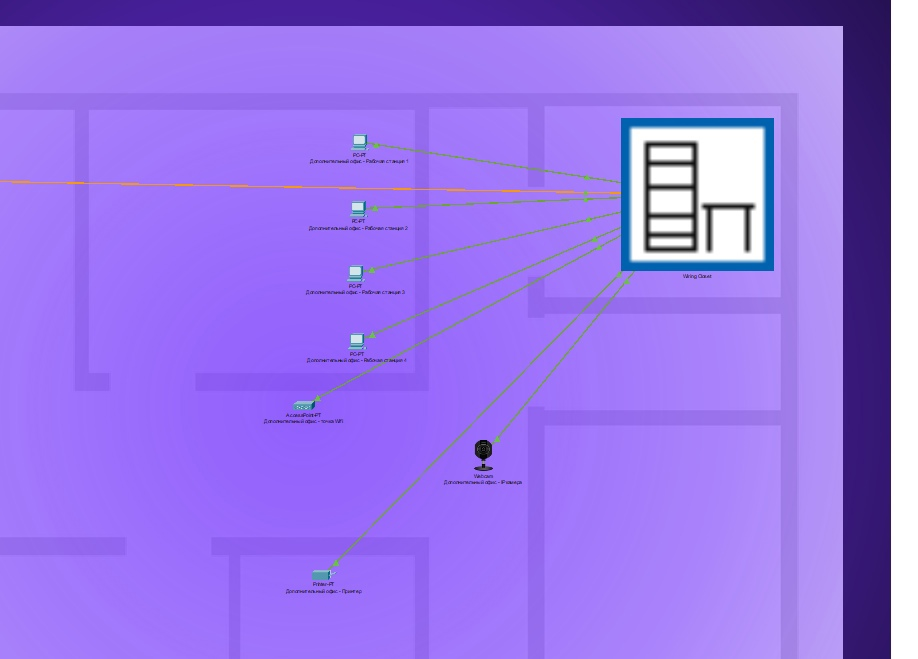 PC-PT
Дополнительный офис - Рабочая станция 1
PC-PT
Дополнительный офис - Рабочая станция 2
PC-PT
Дополнительный офис - Рабочая станция 3
PC-PT
Дополнительный офис - Рабочая станция 4
Wiring Closet
AccessPoint-PT
Дополнительный офис - точка Wifi
Webcam
Дополнительный офис - IP камера
Printer-PT
Дополнительный офис - Принтер